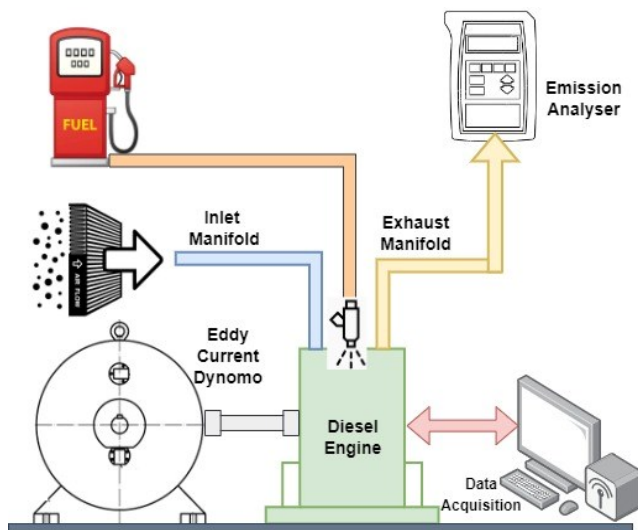 FUEL
Emission
Analyser
Inlet
Manifold
Exhaust
Manifold
AIR FLOW
Eddy
Current
Dynomo
Diesel
Engine
Data
Acquisition